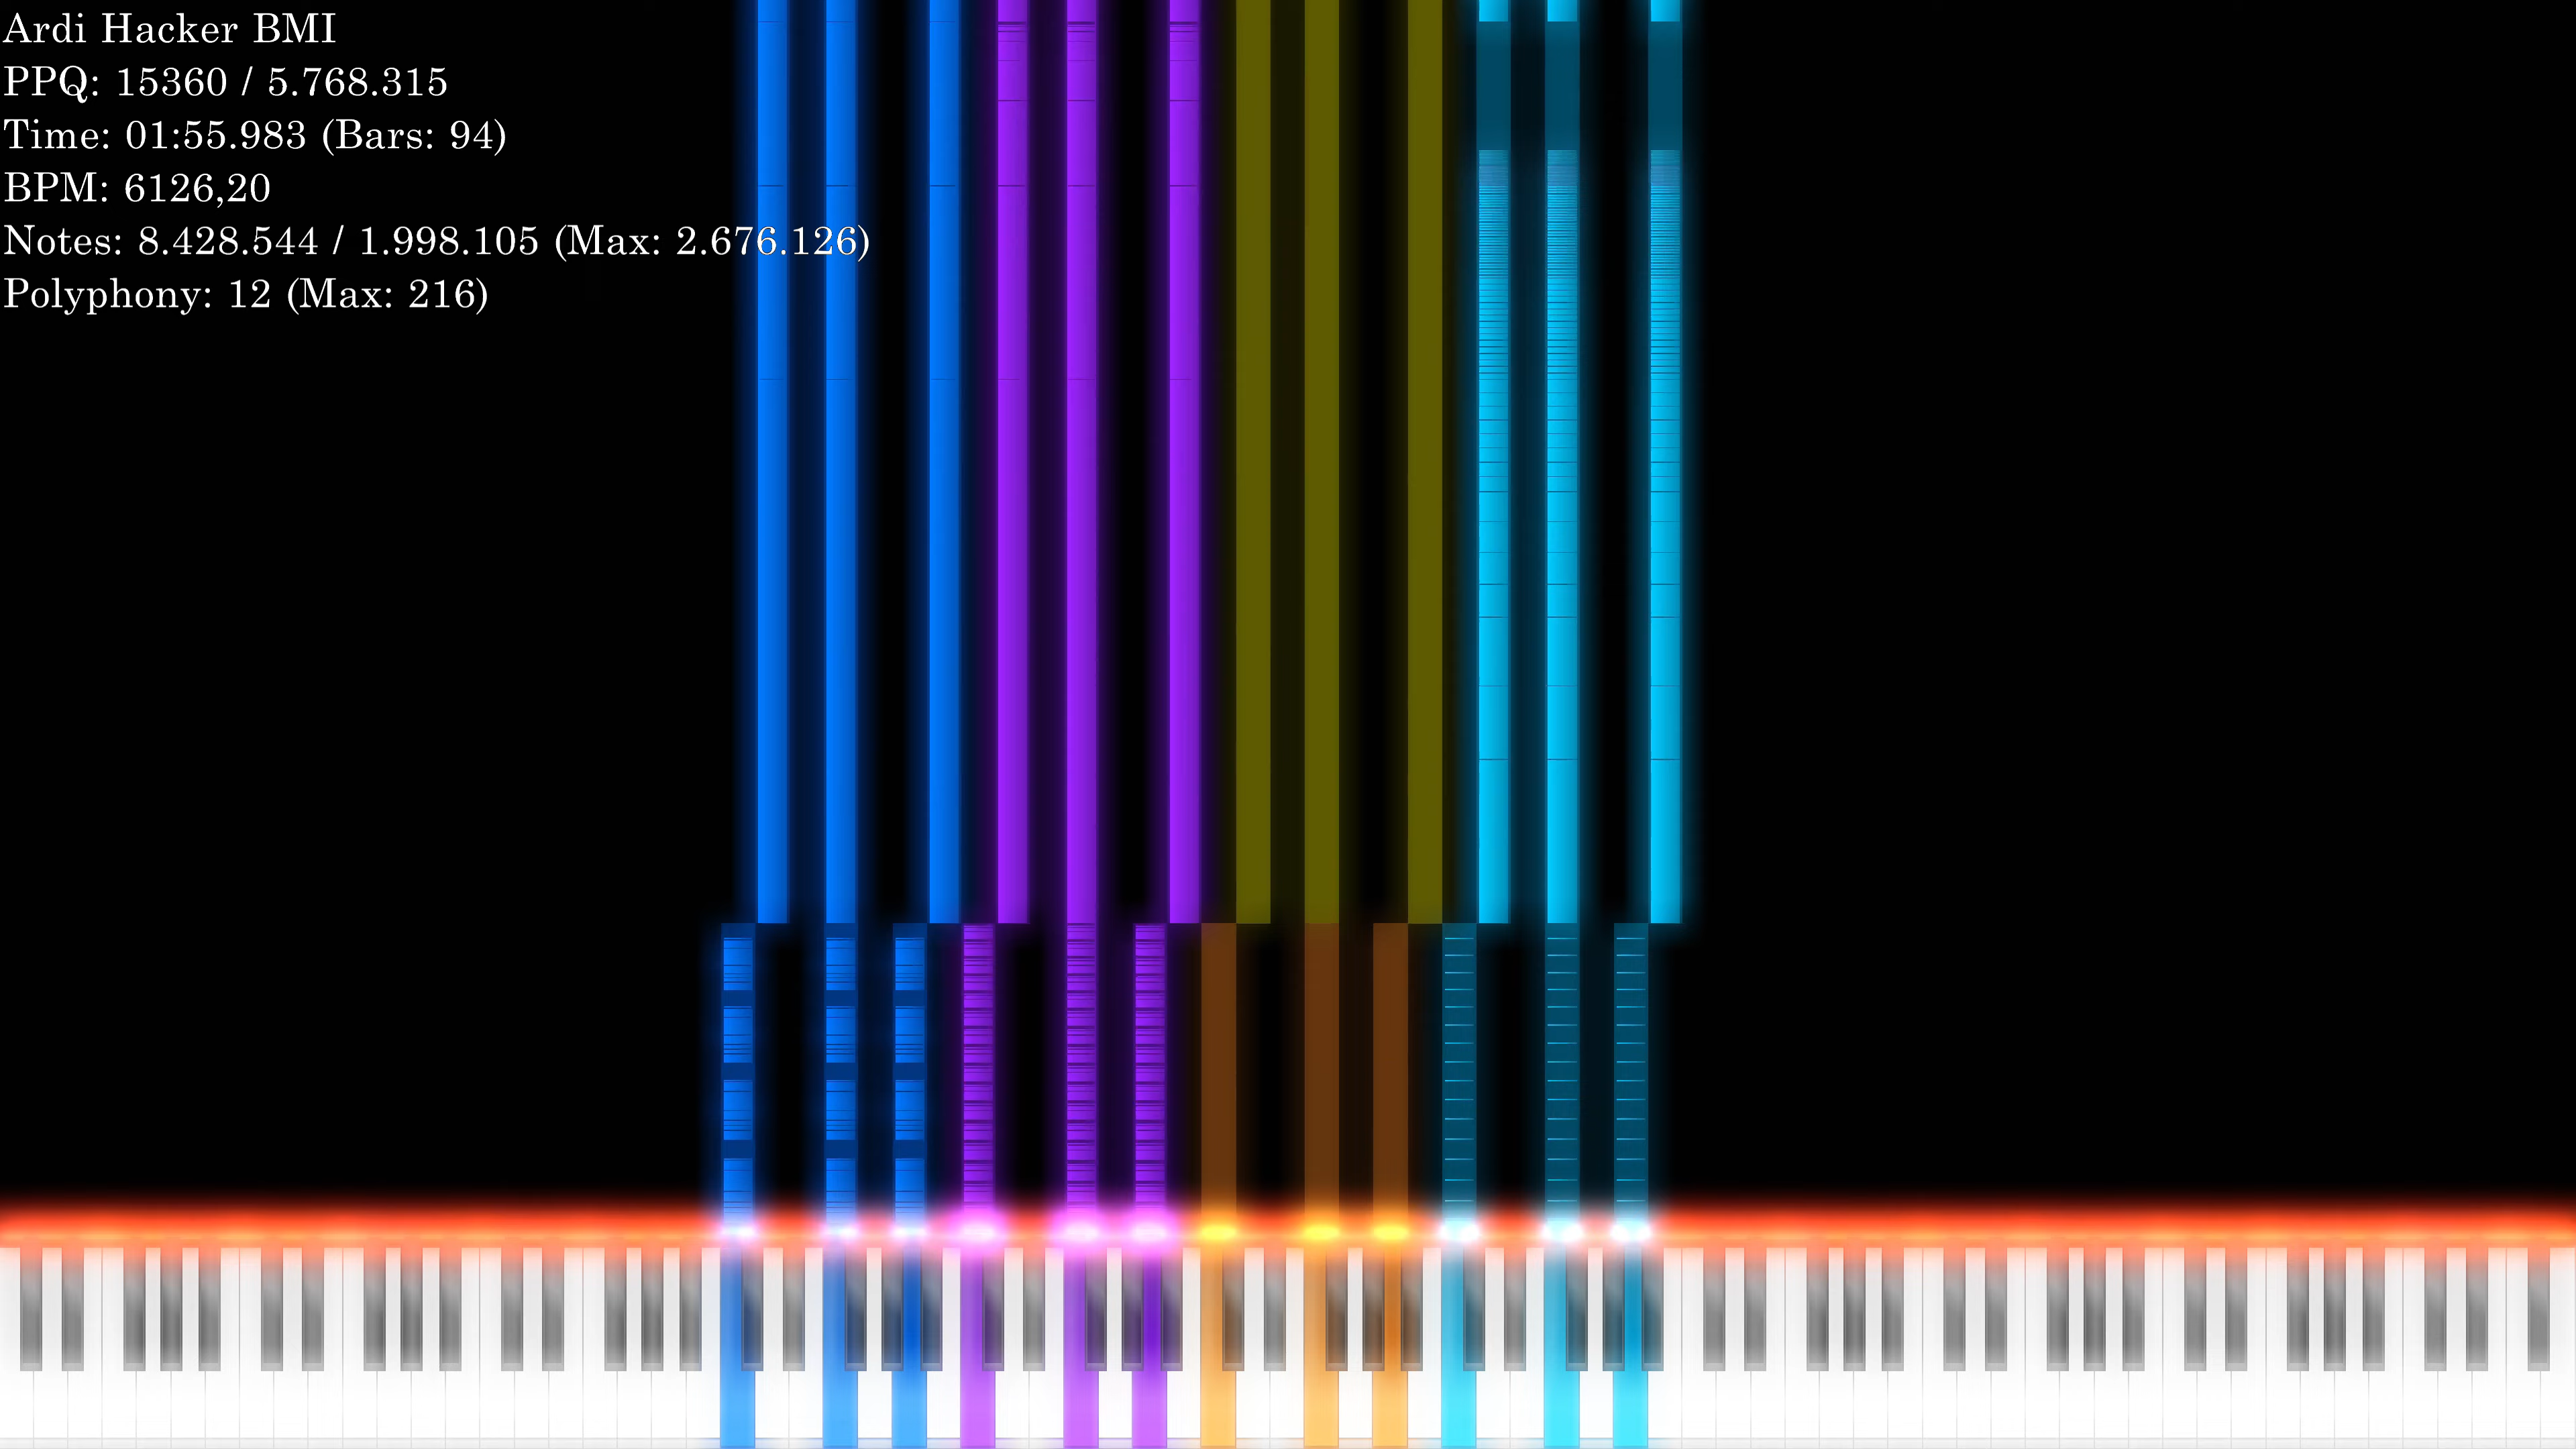 Ardi Hacker BMI
PPQ: 15360 / 5.768.315
Time: 01:55.983 (Bars: 94)
BPM: 6126,20
Notes: 8.428.544 / 1.998.105 (Max: 2.676.126)
Polyphony: 12 (Max: 216)